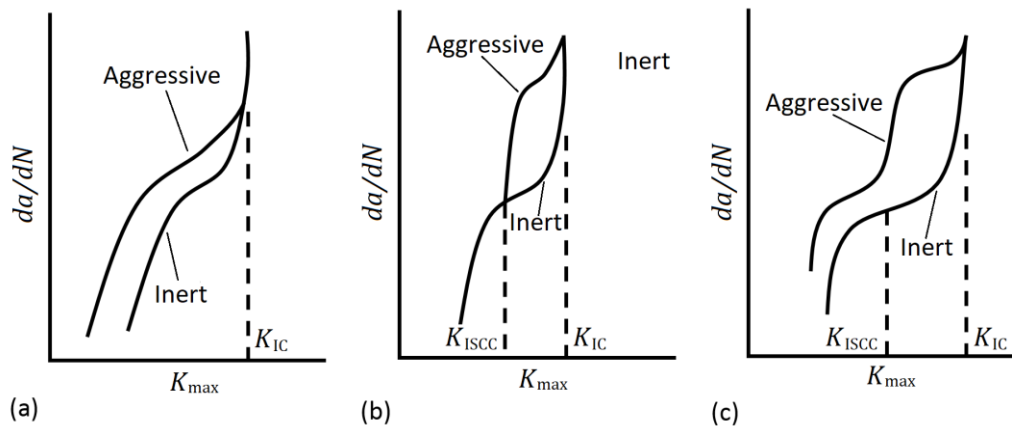 da/dN
Aggressive
Inert
K_IC
K_max
(a)
da/dN
Aggressive
Inert
Inert
K_ISCC
K_IC
K_max
(b)
da/dN
Aggressive
Inert
K_ISCC
K_IC
K_max
(c)